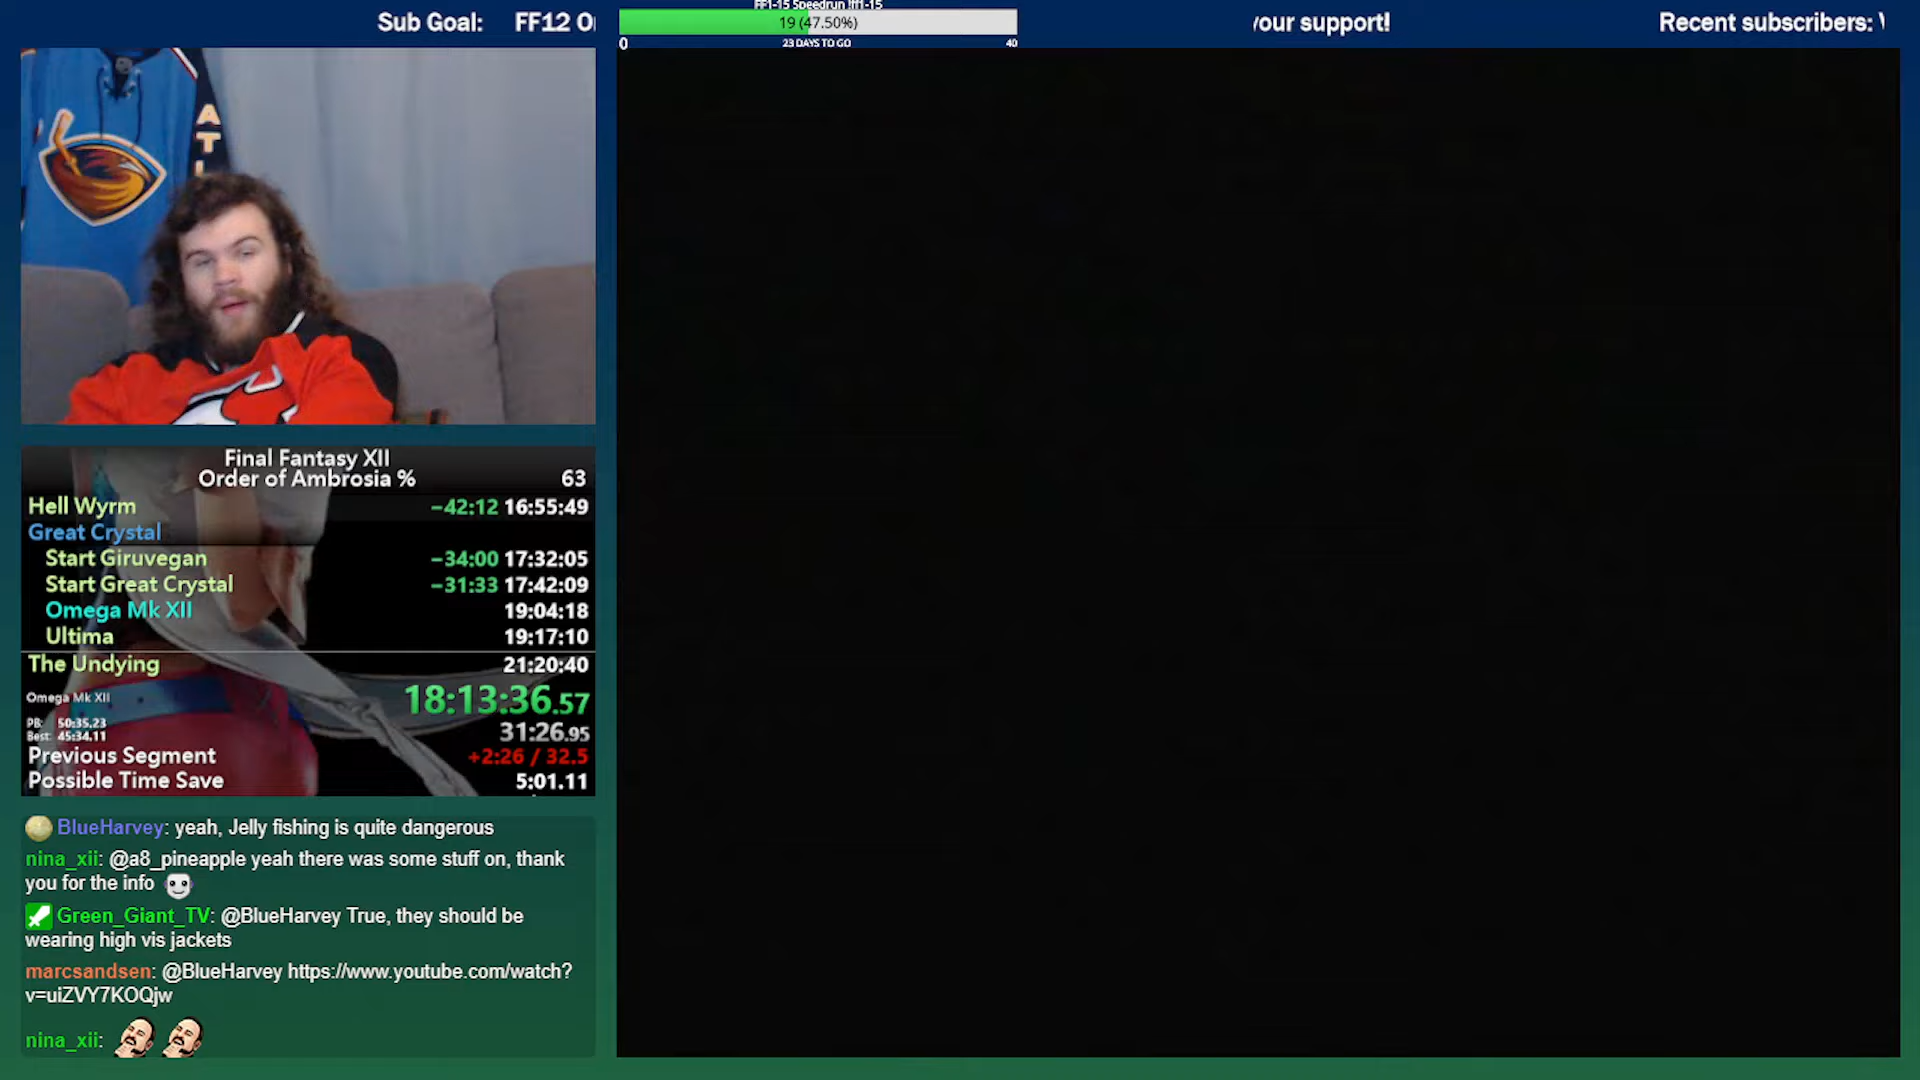 Sub Goal: FF12 O
FF1-15 Speedrun !ff1-15
19 (47.50%)
0 23 DAYS TO GO 40
your support!
Recent subscribers:
ATL
Final Fantasy XII
Order of Ambrosia % 63
Hell Wyrm −42:12 16:55:49
Great Crystal
Start Giruvegan −34:00 17:32:05
Start Great Crystal −31:33 17:42:09
Omega Mk XII 19:04:18
Ultima 19:17:10
The Undying 21:20:40
Omega Mk XII 18:13:36.57
PB: 50:35.23 31:26.95
Best: 45:34.11
Previous Segment +2:26 / 32.5
Possible Time Save 5:01.11
BlueHarvey: yeah, Jelly fishing is quite dangerous
nina_xii: @a8_pineapple yeah there was some stuff on, thank
you for the info
Green_Giant_TV: @BlueHarvey True, they should be
wearing high vis jackets
marcsandsen: @BlueHarvey https://www.youtube.com/watch?
v=uiZVY7KOQjw
nina_xii: